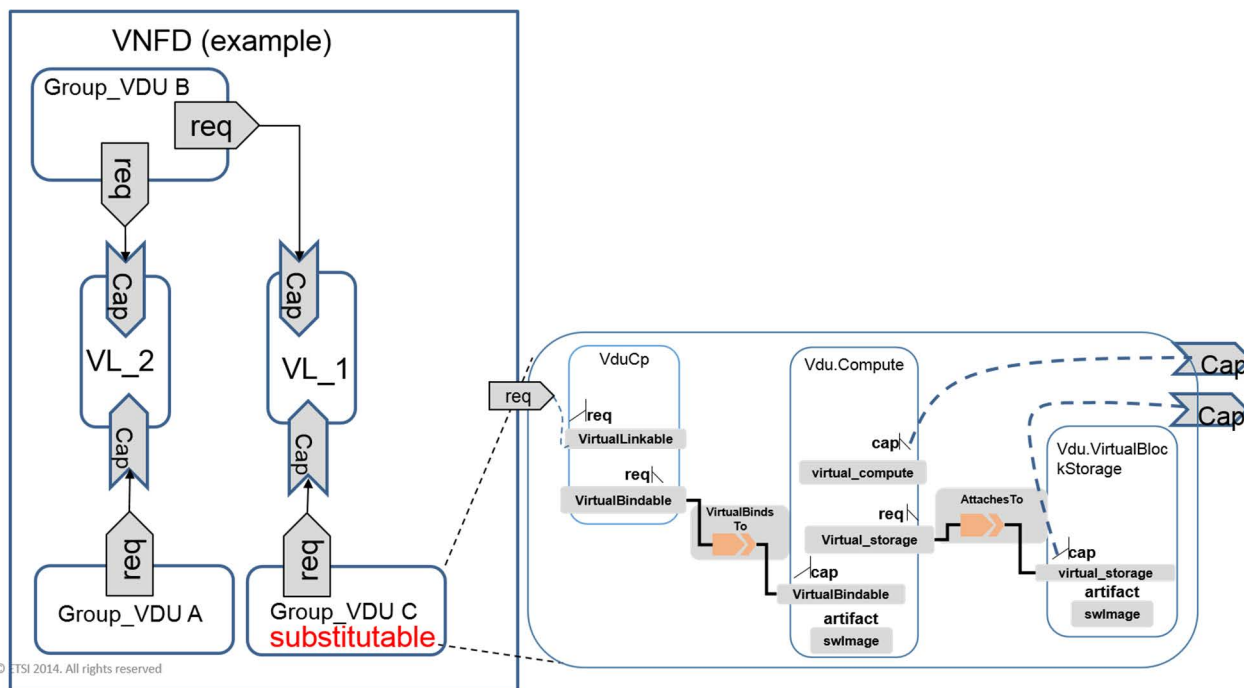 VNFD (example)
Group_VDU B
req
req
Cap
Cap
VL_2
VL_1
Cap
Cap
req
req
Group_VDU A
Group_VDU C
substitutable
ETSI 2014. All rights reserved
req
VduCp
req
VirtualLinkable
req
VirtualBindable
VirtualBinds
To
Vdu.Compute
cap
virtual_compute
req
Virtual_storage
cap
VirtualBindable
artifact
swImage
AttachesTo
Vdu.VirtualBloc
kStorage
cap
virtual_storage
artifact
swImage
Cap
Cap